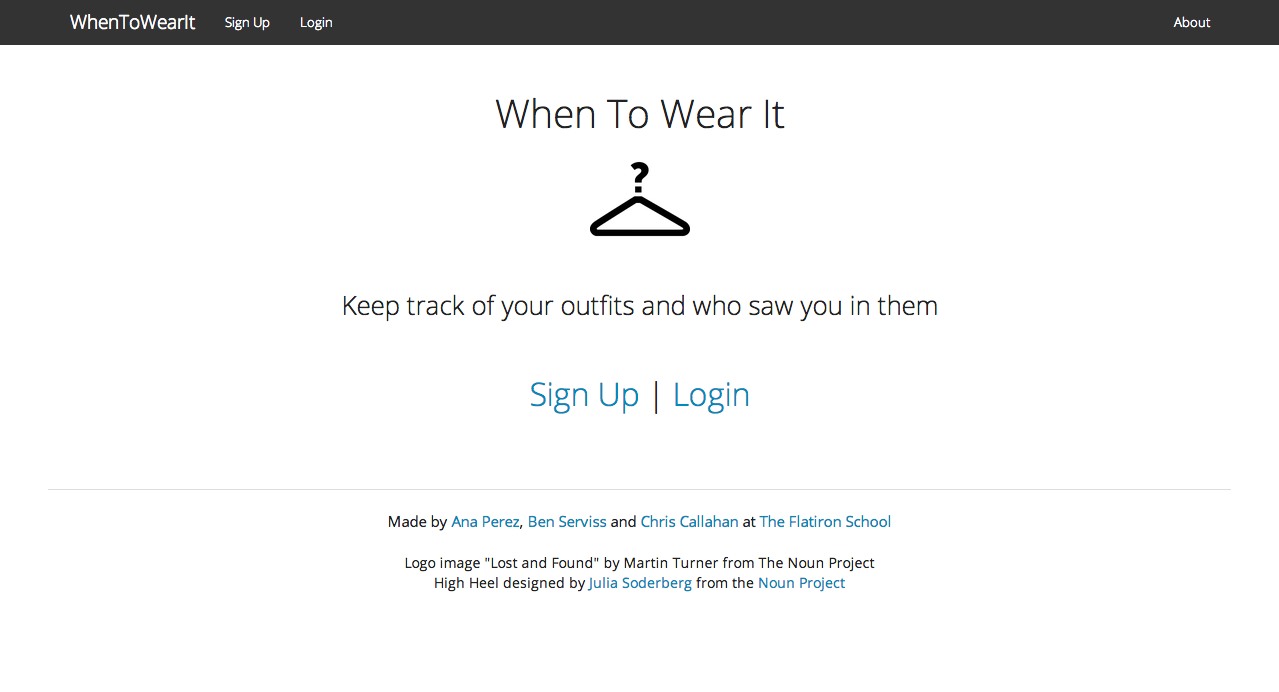 WhenToWearIt Sign Up Login About
When To Wear It
?
Keep track of your outfits and who saw you in them
Sign Up | Login
Made by Ana Perez, Ben Serviss and Chris Callahan at The Flatiron School
Logo image "Lost and Found" by Martin Turner from The Noun Project
High Heel designed by Julia Soderberg from the Noun Project